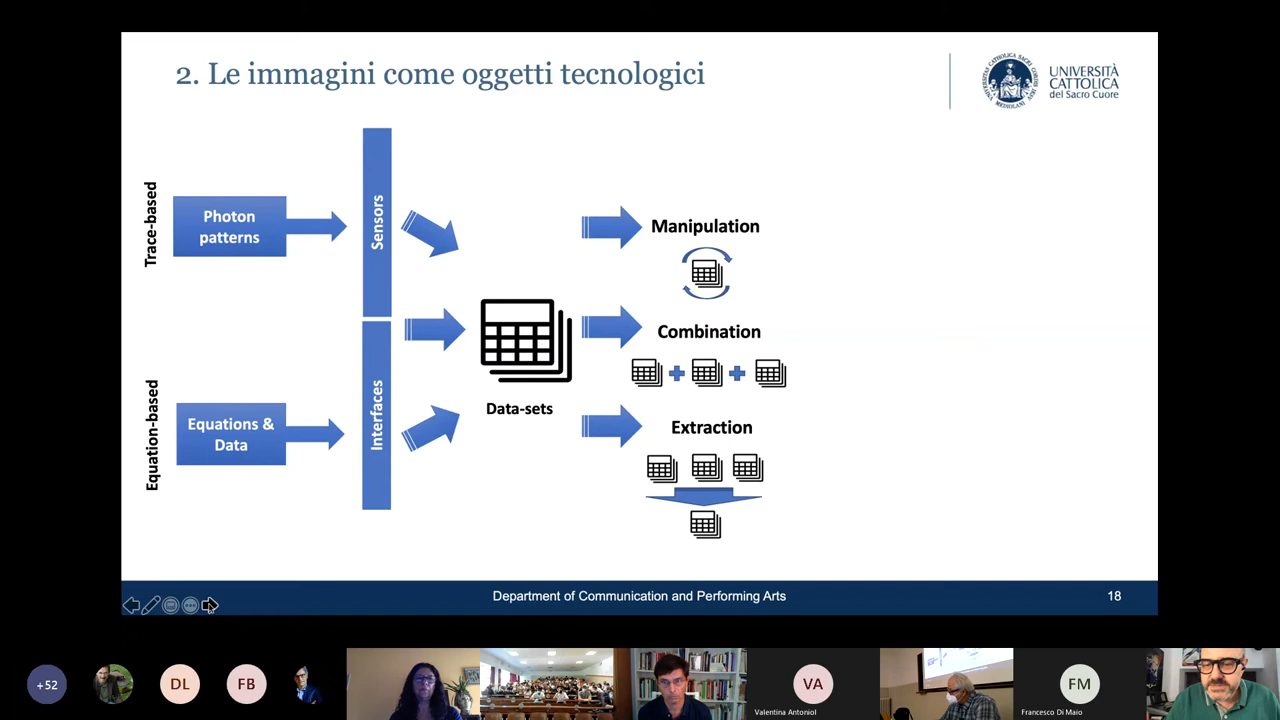 2. Le immagini come oggetti tecnologici
UNIVERSITÀ
CATTOLICA
del Sacro Cuore
Trace-based
Photon
patterns
Sensors
Manipulation
Combination
Equation-based
Equations &
Data
Interfaces
Data-sets
Extraction
Department of Communication and Performing Arts
18
+52
DL
FB
VA
Valentina Antoniol
FM
Francesco Di Maio